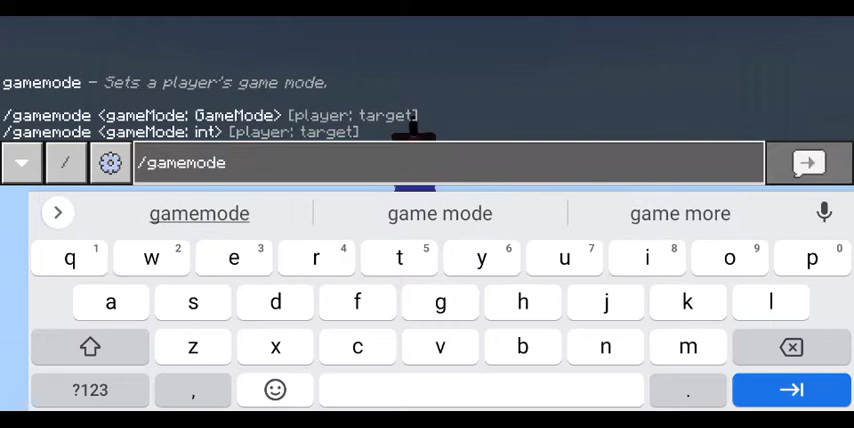 gamemode – Sets a player's game mode.
/gamemode <gameMode: GameMode> [player: target]
/gamemode <gameMode: int> [player: target]
/ /gamemode
gamemode game mode game more
q 1 w 2 e 3 r 4 t 5 y 6 u 7 i 8 o 9 p 0
a s d f g h j k l
z x c v b n m
?123 , .